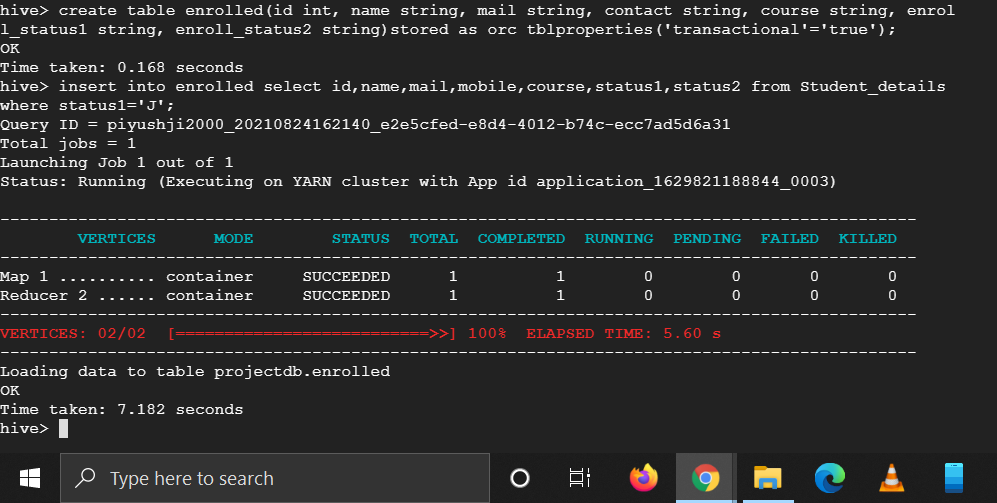 hive> create table enrolled(id int, name string, mail string, contact string, course string, enrol
l_status1 string, enroll_status2 string)stored as orc tblproperties('transactional'='true');
OK
Time taken: 0.168 seconds
hive> insert into enrolled select id,name,mail,mobile,course,status1,status2 from Student_details
where status1='J';
Query ID = piyushji2000_20210824162140_e2e5cfed-e8d4-4012-b74c-ecc7ad5d6a31
Total jobs = 1
Launching Job 1 out of 1
Status: Running (Executing on YARN cluster with App id application_1629821188844_0003)
----------------------------------------------------------------------------------------------
VERTICES MODE STATUS TOTAL COMPLETED RUNNING PENDING FAILED KILLED
----------------------------------------------------------------------------------------------
Map 1 .......... container SUCCEEDED 1 1 0 0 0 0
Reducer 2 ...... container SUCCEEDED 1 1 0 0 0 0
----------------------------------------------------------------------------------------------
VERTICES: 02/02 [==========================>>] 100% ELAPSED TIME: 5.60 s
----------------------------------------------------------------------------------------------
Loading data to table projectdb.enrolled
OK
Time taken: 7.182 seconds
hive>
Type here to search